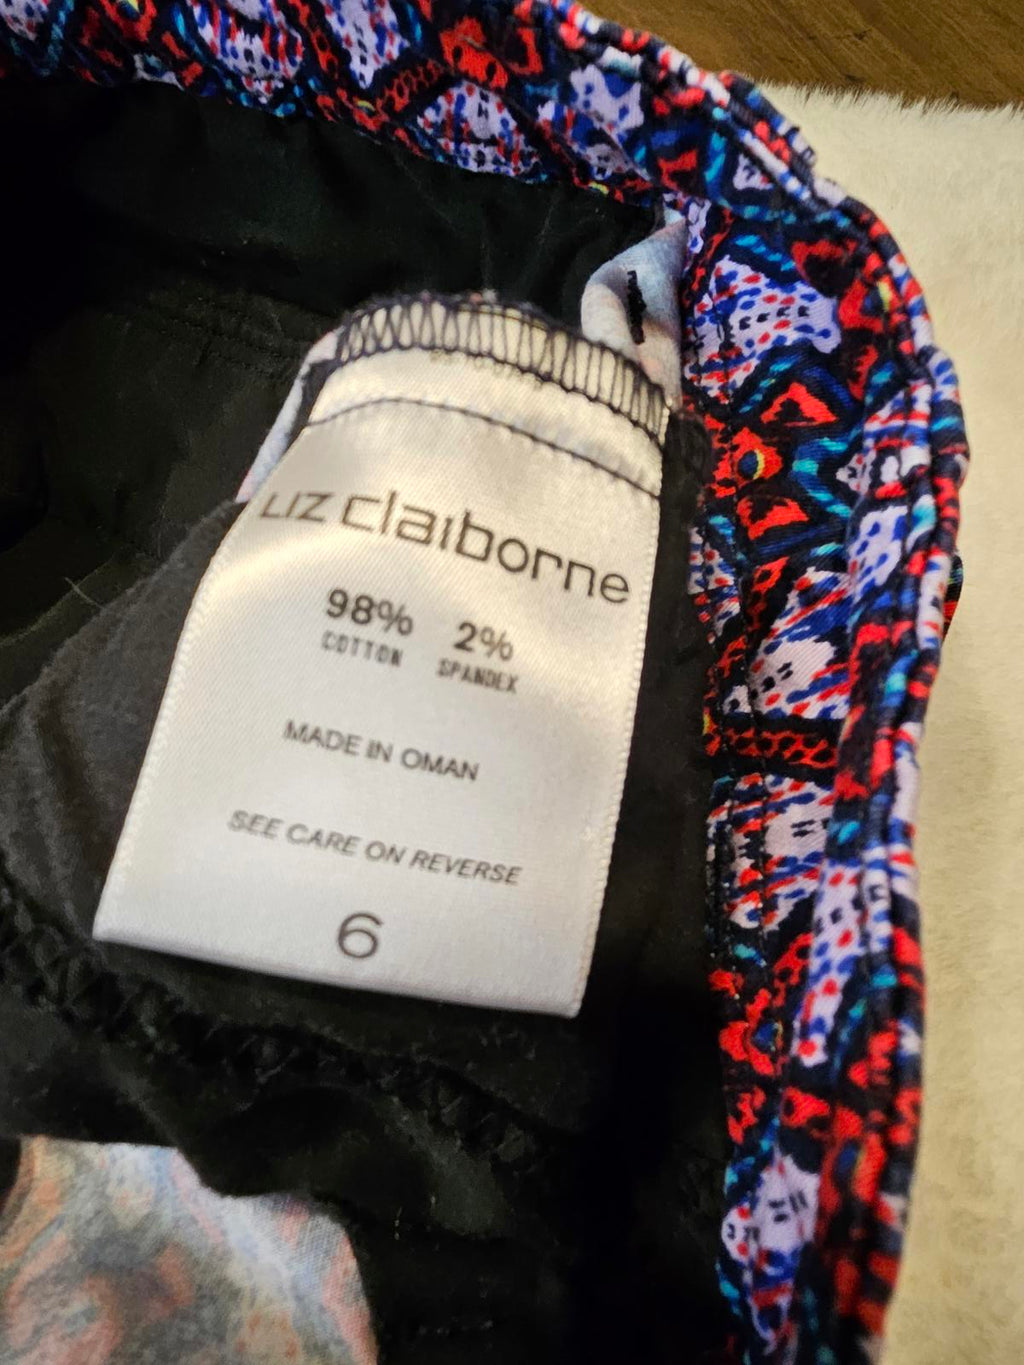 LIZ claiborne
98% 2%
COTTON SPANDEX
MADE IN OMAN
SEE CARE ON REVERSE
6